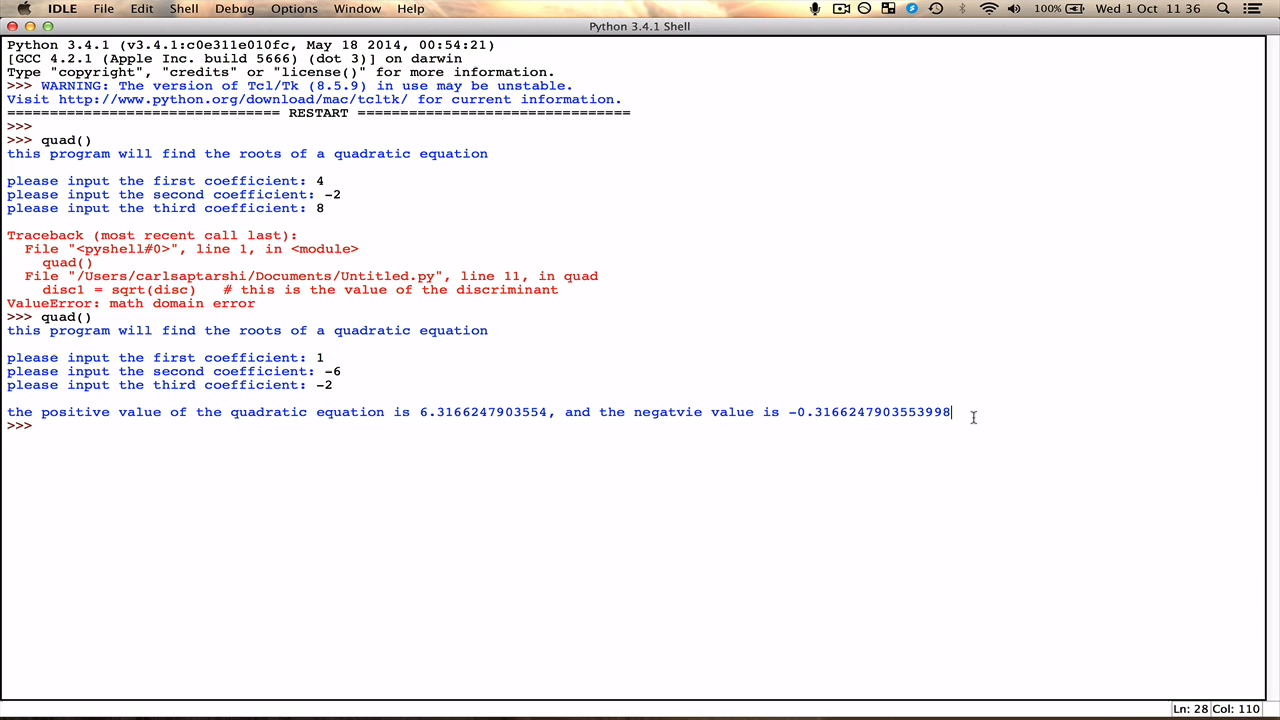 IDLE File Edit Shell Debug Options Window Help 100% Wed 1 Oct 11:36
Python 3.4.1 Shell
Python 3.4.1 (v3.4.1:c0e311e010fc, May 18 2014, 00:54:21)
[GCC 4.2.1 (Apple Inc. build 5666) (dot 3)] on darwin
Type "copyright", "credits" or "license()" for more information.
>>> WARNING: The version of Tcl/Tk (8.5.9) in use may be unstable.
Visit http://www.python.org/download/mac/tcltk/ for current information.
================================ RESTART ================================
>>>
>>> quad()
this program will find the roots of a quadratic equation
please input the first coefficient: 4
please input the second coefficient: -2
please input the third coefficient: 8
Traceback (most recent call last):
File "<pyshell#0>", line 1, in <module>
quad()
File "/Users/carlsaptarshi/Documents/Untitled.py", line 11, in quad
disc1 = sqrt(disc) # this is the value of the discriminant
ValueError: math domain error
>>> quad()
this program will find the roots of a quadratic equation
please input the first coefficient: 1
please input the second coefficient: -6
please input the third coefficient: -2
the positive value of the quadratic equation is 6.3166247903554, and the negatvie value is -0.3166247903553998
>>>
Ln: 28 Col: 110